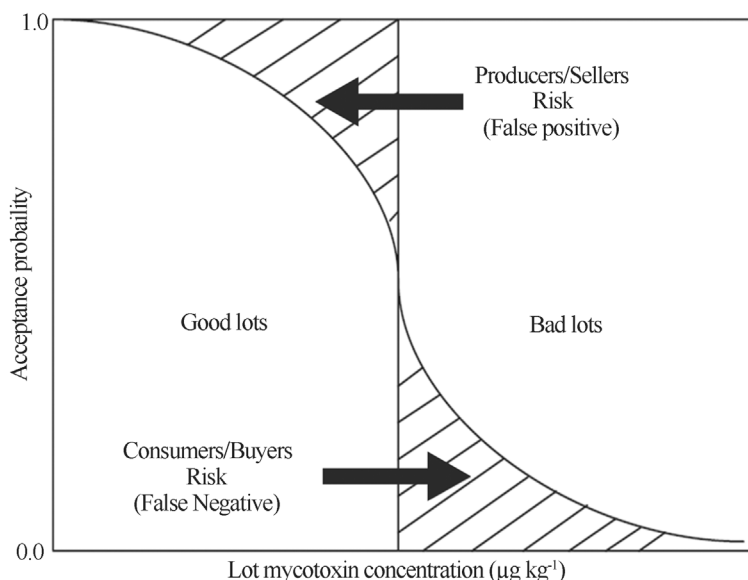 1.0
Producers/Sellers
Risk
(False positive)
Acceptance probaility
Good lots
Bad lots
Consumers/Buyers
Risk
(False Negative)
0.0
Lot mycotoxin concentration (µg kg⁻¹)